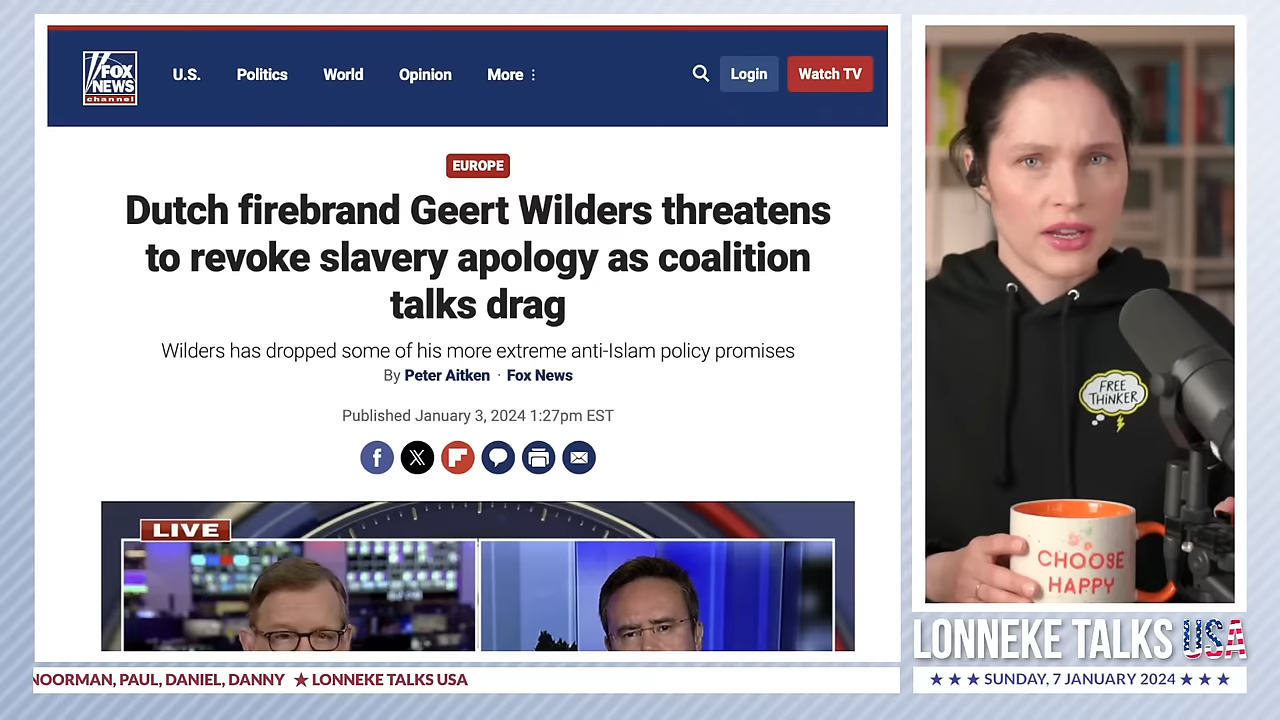 FOX
NEWS
channel
U.S.
Politics
World
Opinion
More
Login
Watch TV
EUROPE
Dutch firebrand Geert Wilders threatens
to revoke slavery apology as coalition
talks drag
Wilders has dropped some of his more extreme anti-Islam policy promises
By Peter Aitken · Fox News
Published January 3, 2024 1:27pm EST
LIVE
NOORMAN, PAUL, DANIEL, DANNY ★ LONNEKE TALKS USA
FREE
THINKER
CHOOSE
HAPPY
LONNEKE TALKS USA
★ ★ ★ SUNDAY, 7 JANUARY 2024 ★ ★ ★